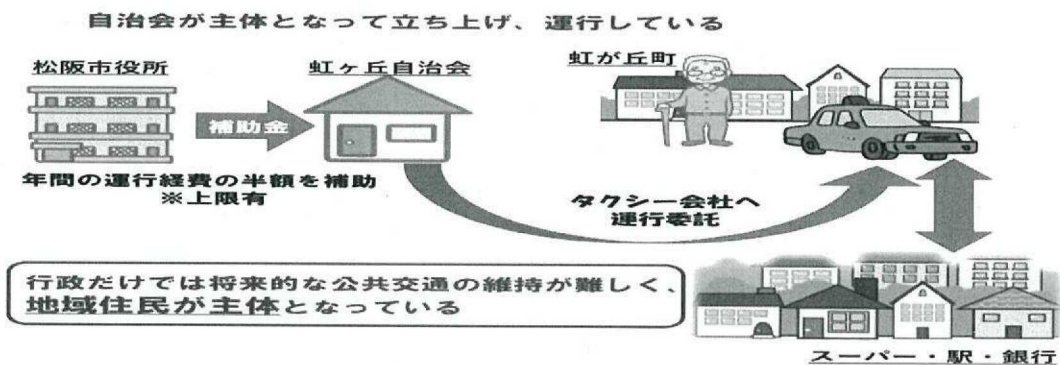 自治会が主体となって立ち上げ、運行している
松阪市役所
虹ヶ丘自治会
虹が丘町
補助金
年間の運行経費の半額を補助
※上限有
タクシー会社へ
運行委託
行政だけでは将来的な公共交通の維持が難しく、
地域住民が主体となっている
スーパー・駅・銀行